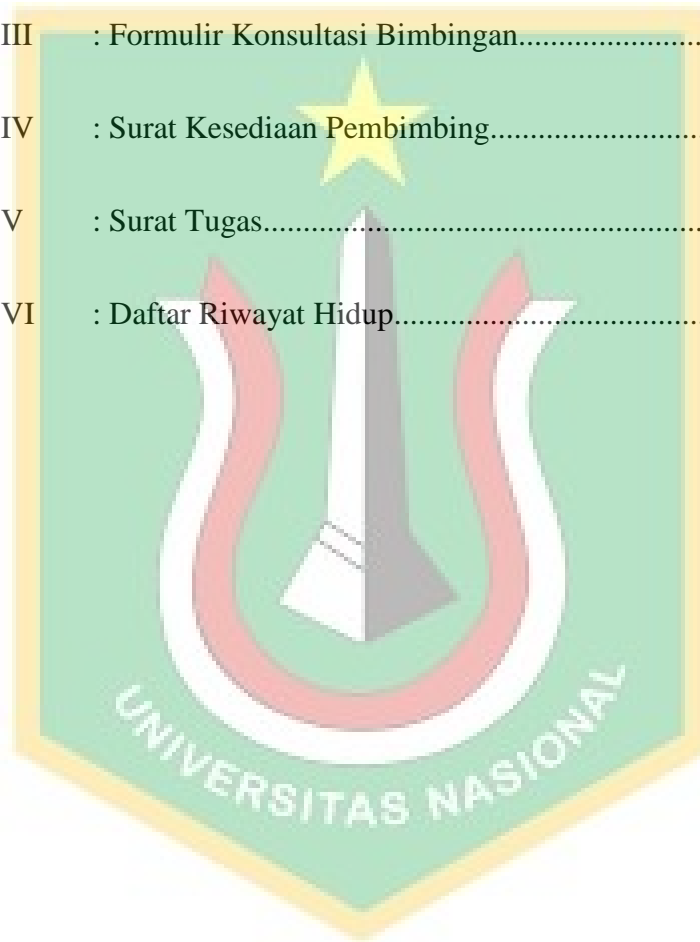 III : Formulir Konsultasi Bimbingan.......................
IV : Surat Kesediaan Pembimbing..........................
V : Surat Tugas.......................................................
VI : Daftar Riwayat Hidup......................................
UNIVERSITAS NASIONAL